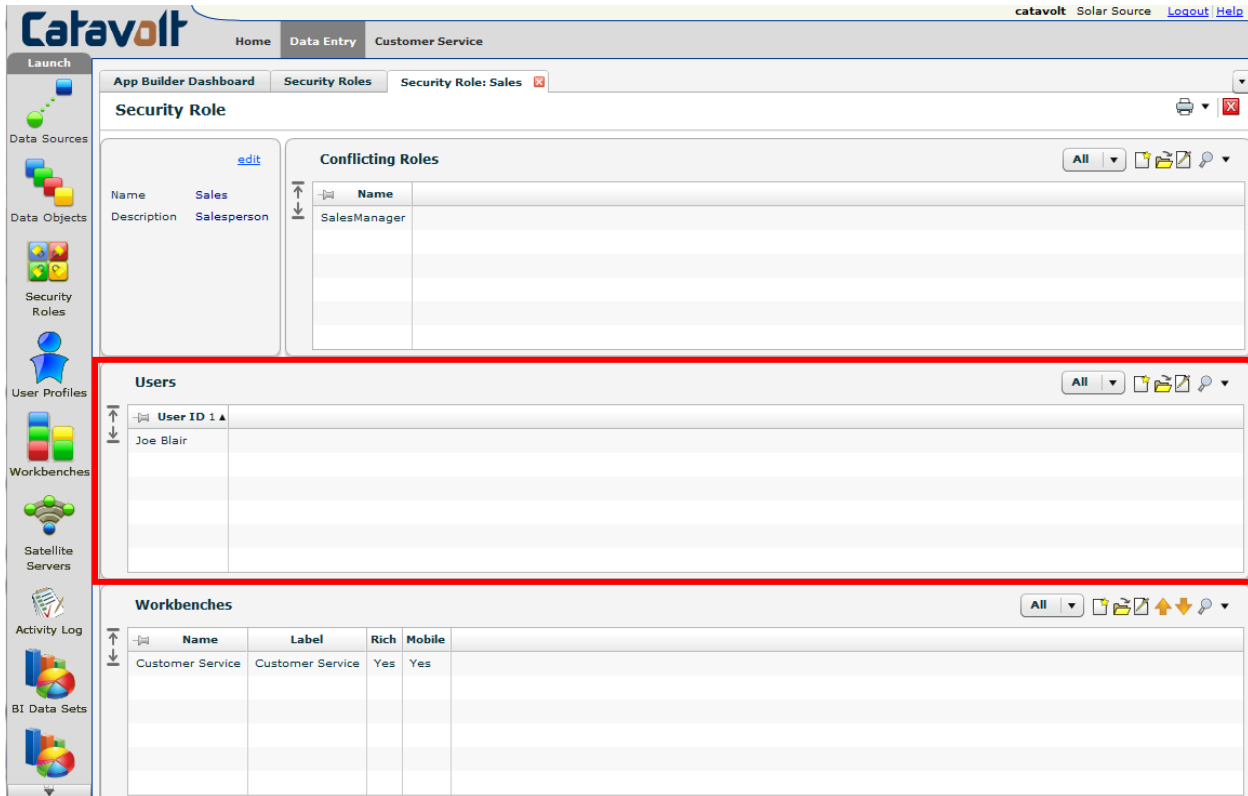 catavolt Solar Source Logout Help
Catavolt
Home Data Entry Customer Service
Launch
App Builder Dashboard Security Roles Security Role: Sales
Security Role
Data Sources
edit
Conflicting Roles
All
Name Sales
Name
Data Objects
Description Salesperson
SalesManager
Security
Roles
Users
All
User Profiles
User ID 1
Joe Blair
Workbenches
Satellite
Servers
Workbenches
All
Activity Log
Name Label Rich Mobile
Customer Service Customer Service Yes Yes
BI Data Sets